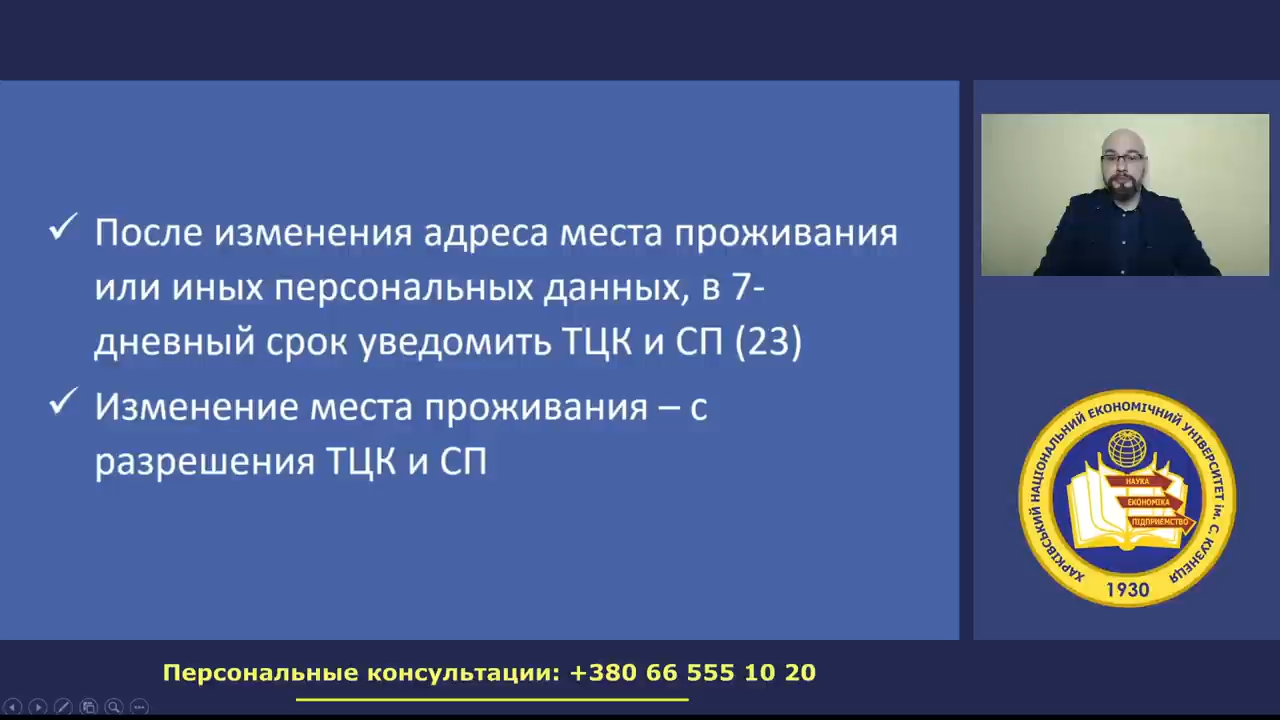 После изменения адреса места проживания
или иных персональных данных, в 7-
дневный срок уведомить ТЦК и СП (23)
Изменение места проживания – с
разрешения ТЦК и СП
ХАРКІВСЬКИЙ НАЦІОНАЛЬНИЙ ЕКОНОМІЧНИЙ УНІВЕРСИТЕТ ім. С. КУЗНЕЦЯ
НАУКА
ЕКОНОМІКА
ПІДПРИЄМСТВО
1930
Персональные консультации: +380 66 555 10 20